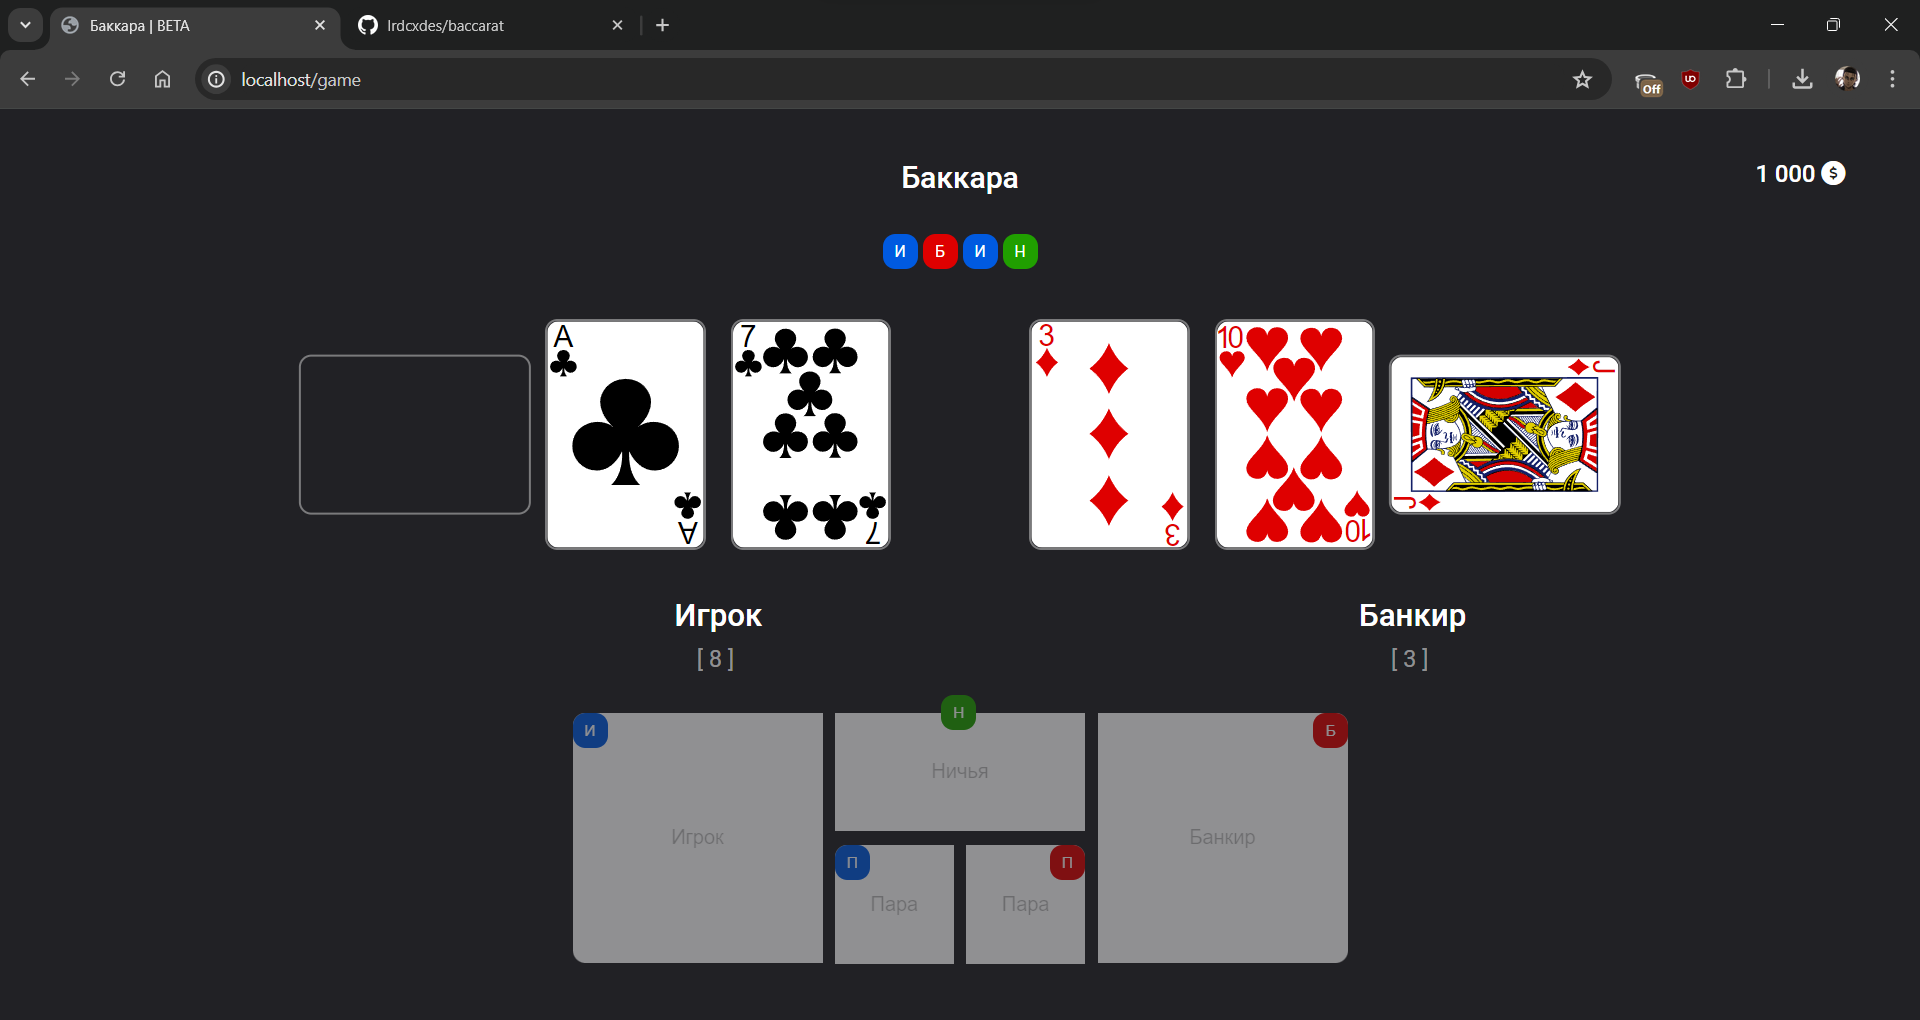 Баккара | BETA
lrdcxdes/baccarat
localhost/game
Off
Баккара
1 000 $
И Б И Н
A 7 3 10 J
A 7 3 10 J
Игрок
Банкир
[ 8 ]
[ 3 ]
И
Н
Б
Ничья
Игрок
Банкир
П
П
Пара
Пара